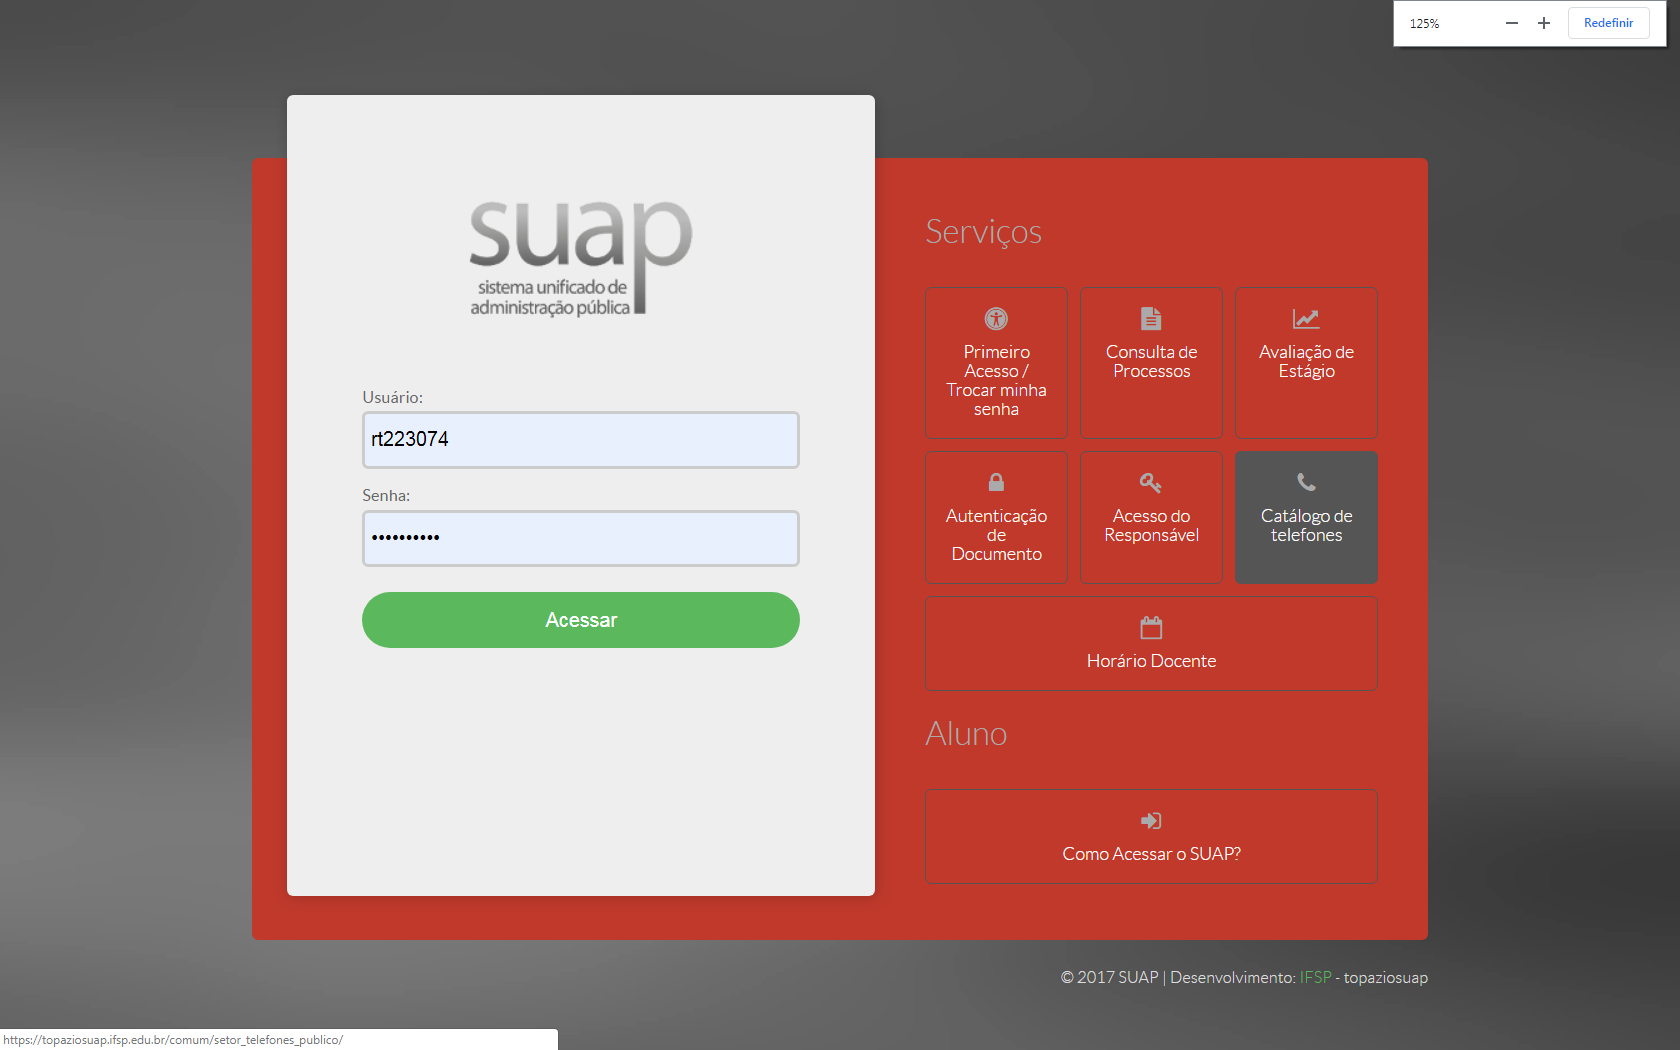 125%
Redefinir
suap
sistema unificado de
administração pública
Usuário:
rt223074
Senha:
••••••••••
Acessar
Serviços
Primeiro
Acesso /
Trocar minha
senha
Consulta de
Processos
Avaliação de
Estágio
Autenticação
de
Documento
Acesso do
Responsável
Catálogo de
telefones
Horário Docente
Aluno
Como Acessar o SUAP?
© 2017 SUAP | Desenvolvimento: IFSP - topaziosuap
https://topaziosuap.ifsp.edu.br/comum/setor_telefones_publico/